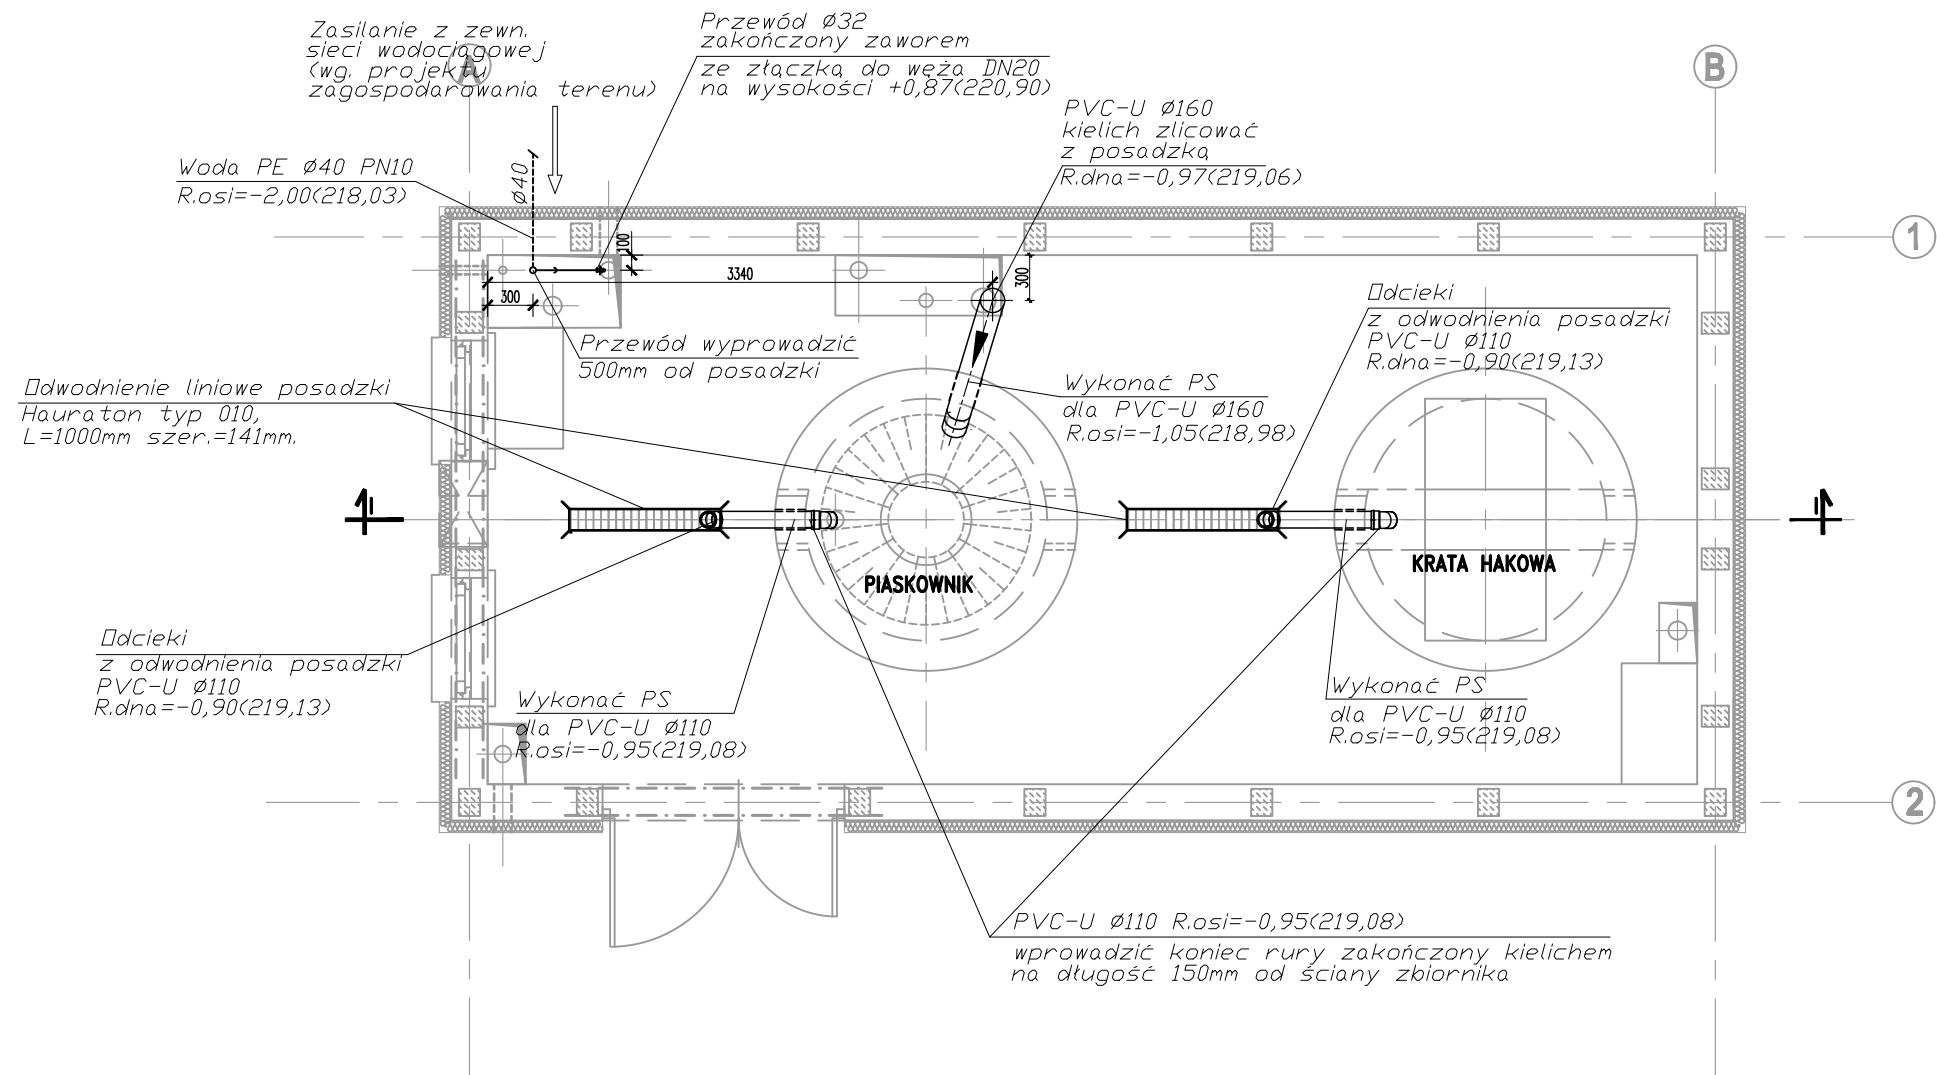 Zasilanie z zewn.
sieci wodociągowej
(wg. projektu
zagospodarowania terenu)
A
Przewód ø32
zakończony zaworem
ze złączką do węża DN20
na wysokości +0,87(220,90)
B
PVC-U ø160
kielich zlicować
z posadzką
R.dna=-0,97(219,06)
Woda PE ø40 PN10
R.osi=-2,00(218,03)
ø40
1
100
3340
300
300
Odcieki
z odwodnienia posadzki
PVC-U ø110
R.dna=-0,90(219,13)
Przewód wyprowadzić
500mm od posadzki
Wykonać PS
dla PVC-U ø160
R.osi=-1,05(218,98)
Odwodnienie liniowe posadzki
Hauraton typ 010,
L=1000mm szer.=141mm.
1
1
PIASKOWNIK
KRATA HAKOWA
Odcieki
z odwodnienia posadzki
PVC-U ø110
R.dna=-0,90(219,13)
Wykonać PS
dla PVC-U ø110
R.osi=-0,95(219,08)
Wykonać PS
dla PVC-U ø110
R.osi=-0,95(219,08)
2
PVC-U ø110 R.osi=-0,95(219,08)
wprowadzić koniec rury zakończony kielichem
na długość 150mm od ściany zbiornika